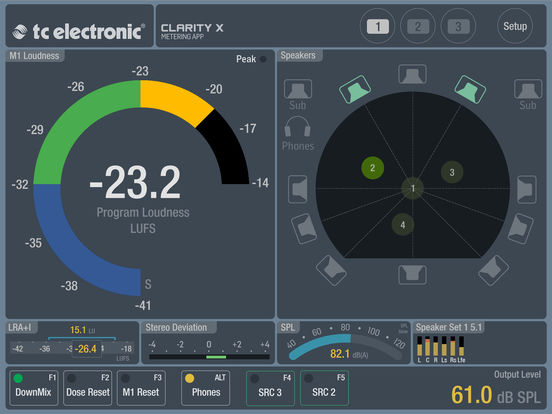 tc electronic®
CLARITY X
METERING APP
1
2
3
Setup
M1 Loudness
Peak
-23
-26
-20
-29
-17
-32
-14
-35
-38
-41
S
-23.2
Program Loudness
LUFS
Speakers
Sub
Sub
Phones
2
3
1
4
LRA+I
15.1 LU
-42 -36 -26.4 -24 -18
LUFS
Stereo Deviation
-4 -2 0 +2 +4
SPL
40 60 80 100 120
82.1 dB(A)
Speaker Set 1 5.1
L C R Ls Rs Lfe
F1
DownMix
F2
Dose Reset
F3
M1 Reset
ALT
Phones
F4
SRC 3
F5
SRC 2
Output Level
61.0 dB SPL